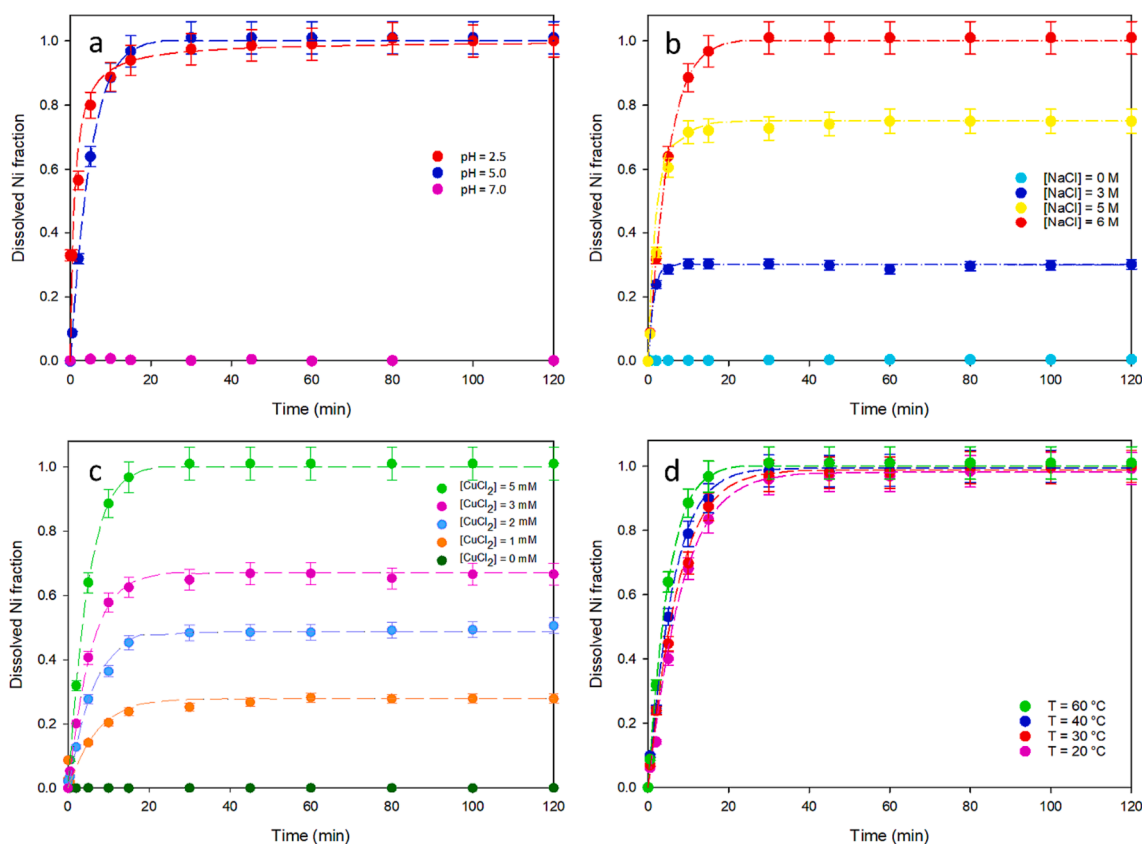 a
Dissolved Ni fraction
1.0
0.8
0.6
0.4
0.2
0.0
pH = 2.5
pH = 5.0
pH = 7.0
0 20 40 60 80 100 120
Time (min)
b
Dissolved Ni fraction
1.0
0.8
0.6
0.4
0.2
0.0
[NaCl] = 0 M
[NaCl] = 3 M
[NaCl] = 5 M
[NaCl] = 6 M
0 20 40 60 80 100 120
Time (min)
c
Dissolved Ni fraction
1.0
0.8
0.6
0.4
0.2
0.0
[CuCl2] = 5 mM
[CuCl2] = 3 mM
[CuCl2] = 2 mM
[CuCl2] = 1 mM
[CuCl2] = 0 mM
0 20 40 60 80 100 120
Time (min)
d
Dissolved Ni fraction
1.0
0.8
0.6
0.4
0.2
0.0
T = 60 °C
T = 40 °C
T = 30 °C
T = 20 °C
0 20 40 60 80 100 120
Time (min)